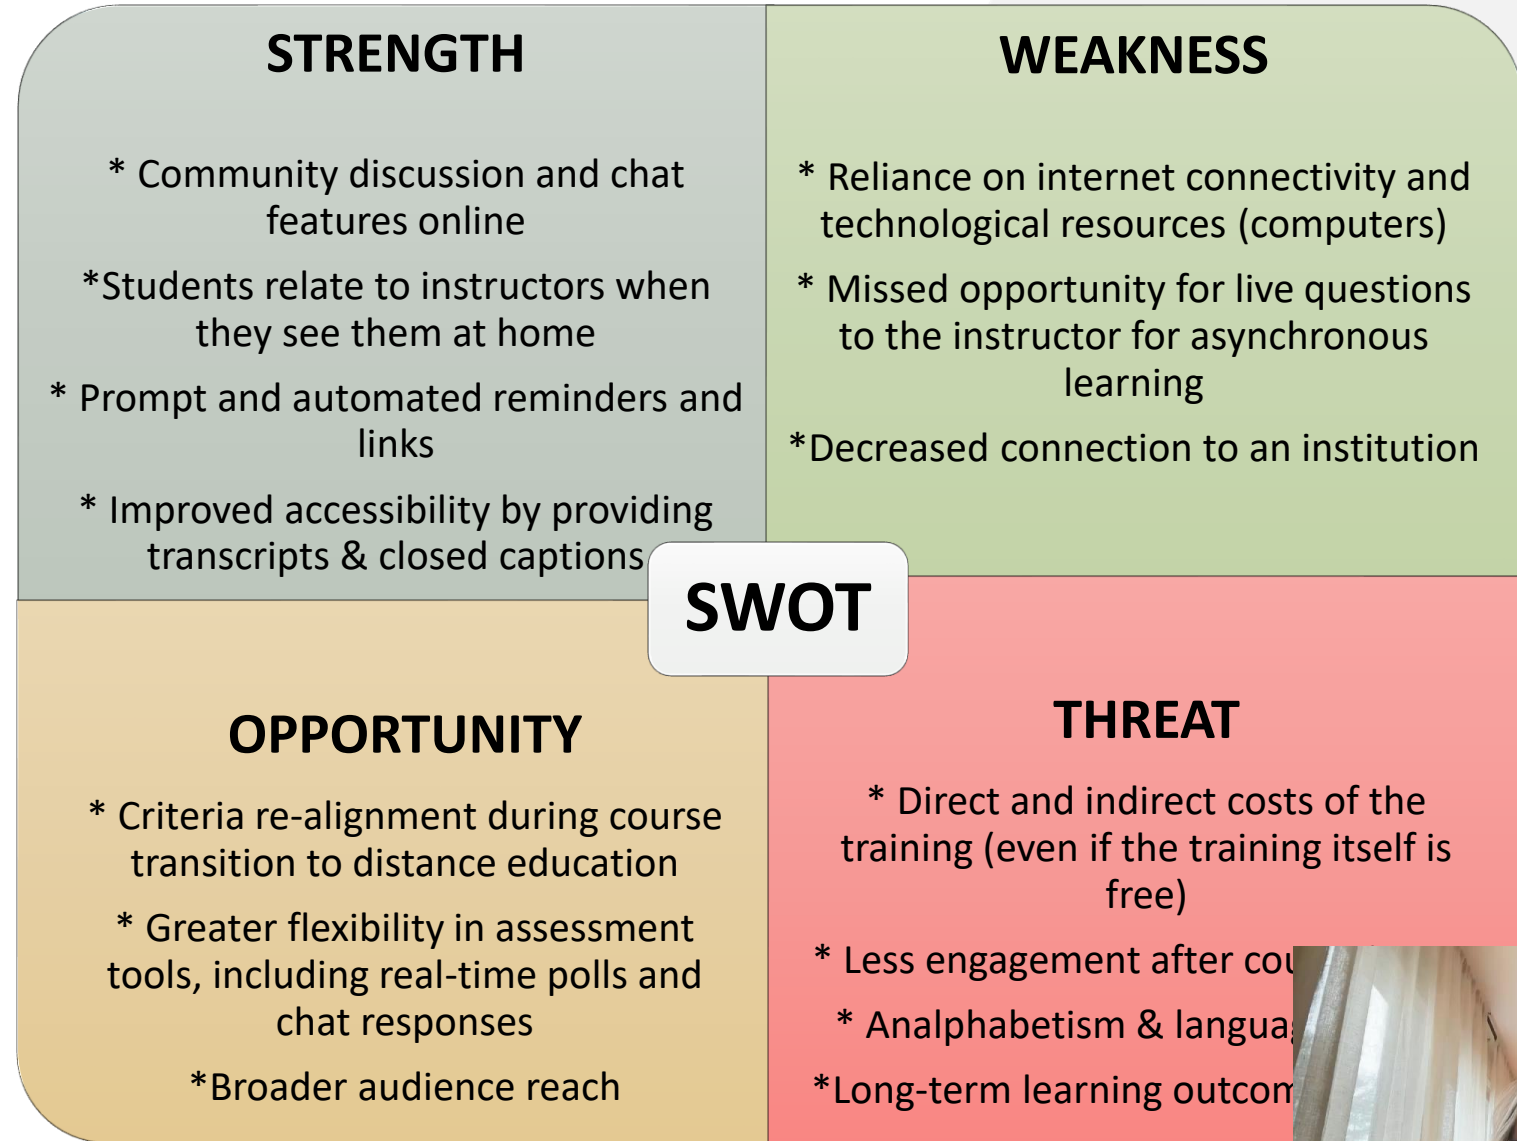 STRENGTH
* Community discussion and chat
features online
*Students relate to instructors when
they see them at home
* Prompt and automated reminders and
links
* Improved accessibility by providing
transcripts & closed captions
WEAKNESS
* Reliance on internet connectivity and
technological resources (computers)
* Missed opportunity for live questions
to the instructor for asynchronous
learning
*Decreased connection to an institution
SWOT
OPPORTUNITY
* Criteria re-alignment during course
transition to distance education
* Greater flexibility in assessment
tools, including real-time polls and
chat responses
*Broader audience reach
THREAT
* Direct and indirect costs of the
training (even if the training itself is
free)
* Less engagement after
* Analphabetism &
*Long-term learning